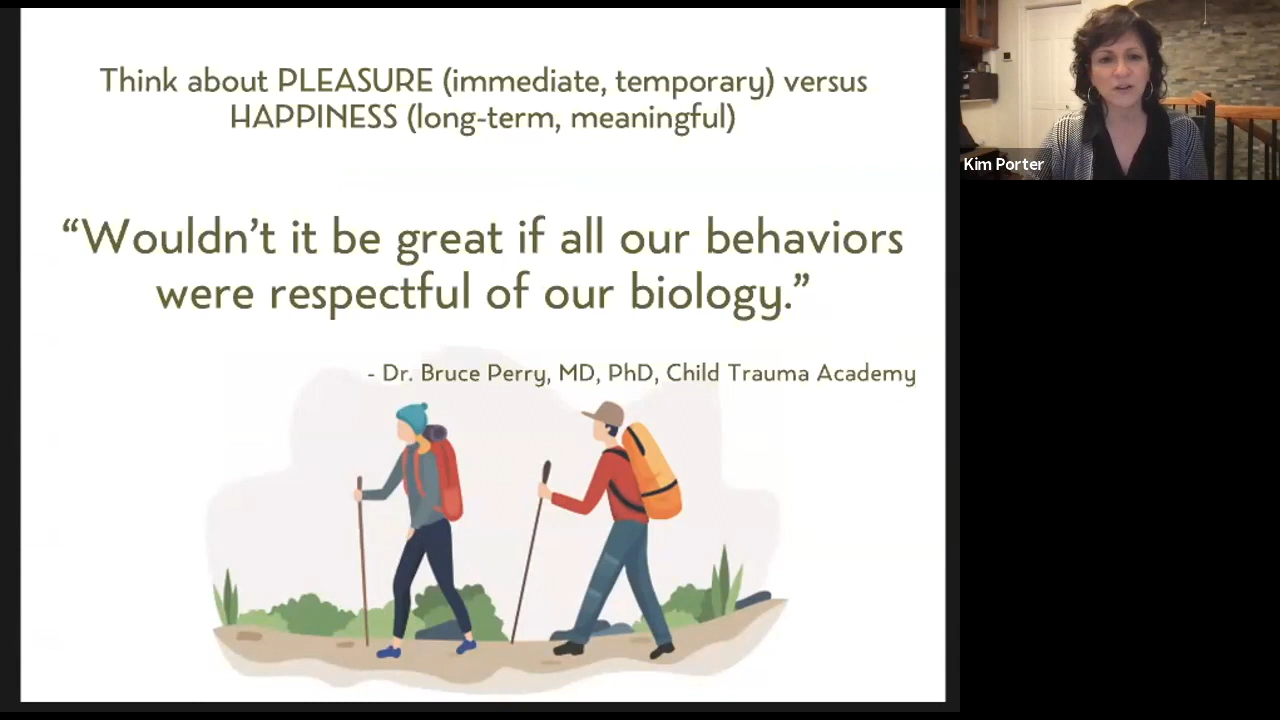 Think about PLEASURE (immediate, temporary) versus
HAPPINESS (long-term, meaningful)
“Wouldn’t it be great if all our behaviors
were respectful of our biology.”
- Dr. Bruce Perry, MD, PhD, Child Trauma Academy
Kim Porter